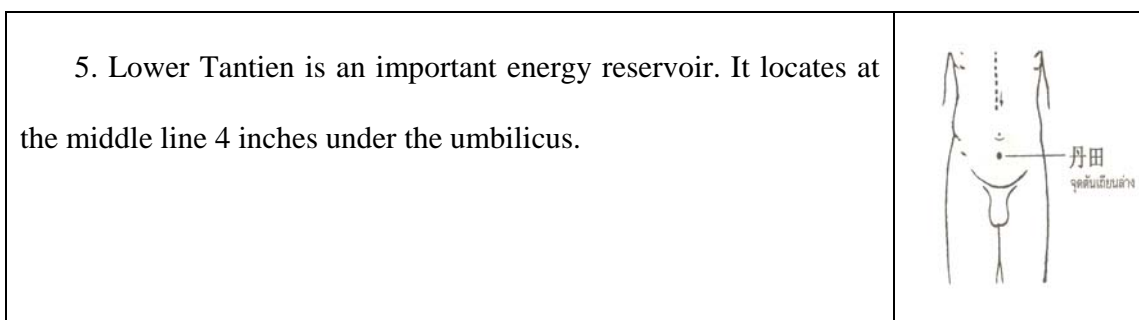 5. Lower Tantien is an important energy reservoir. It locates at
the middle line 4 inches under the umbilicus.
丹田
จุดตันเถียนล่าง